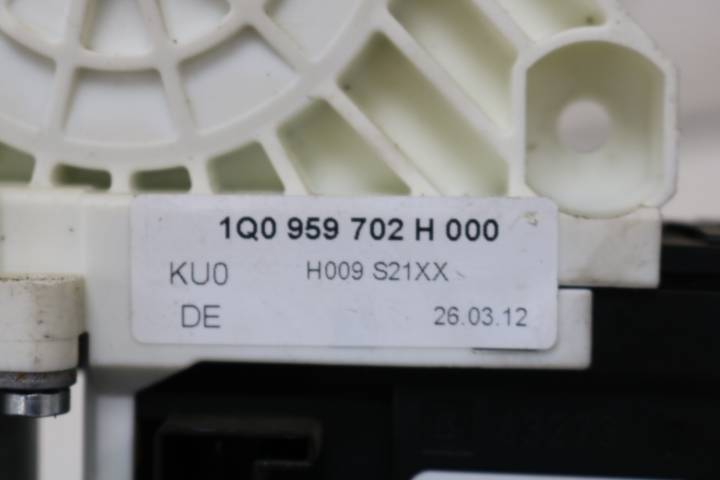 1Q0 959 702 H 000
KU0 H009 S21XX
DE 26.03.12